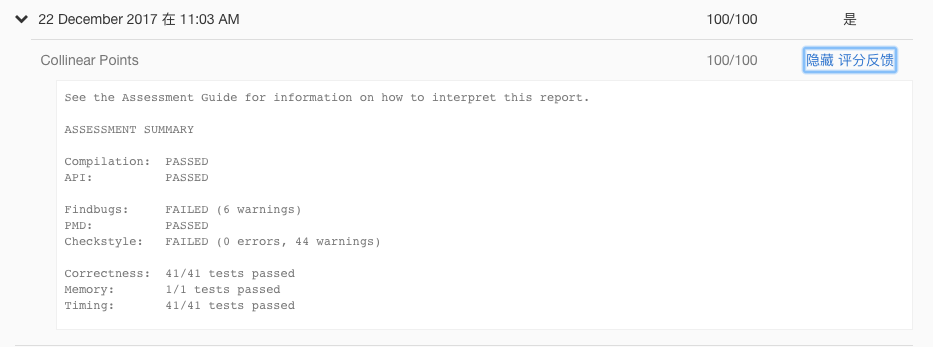 22 December 2017 在 11:03 AM 100/100 是
Collinear Points 100/100 隐藏 评分反馈
See the Assessment Guide for information on how to interpret this report.
ASSESSMENT SUMMARY
Compilation: PASSED
API: PASSED
Findbugs: FAILED (6 warnings)
PMD: PASSED
Checkstyle: FAILED (0 errors, 44 warnings)
Correctness: 41/41 tests passed
Memory: 1/1 tests passed
Timing: 41/41 tests passed